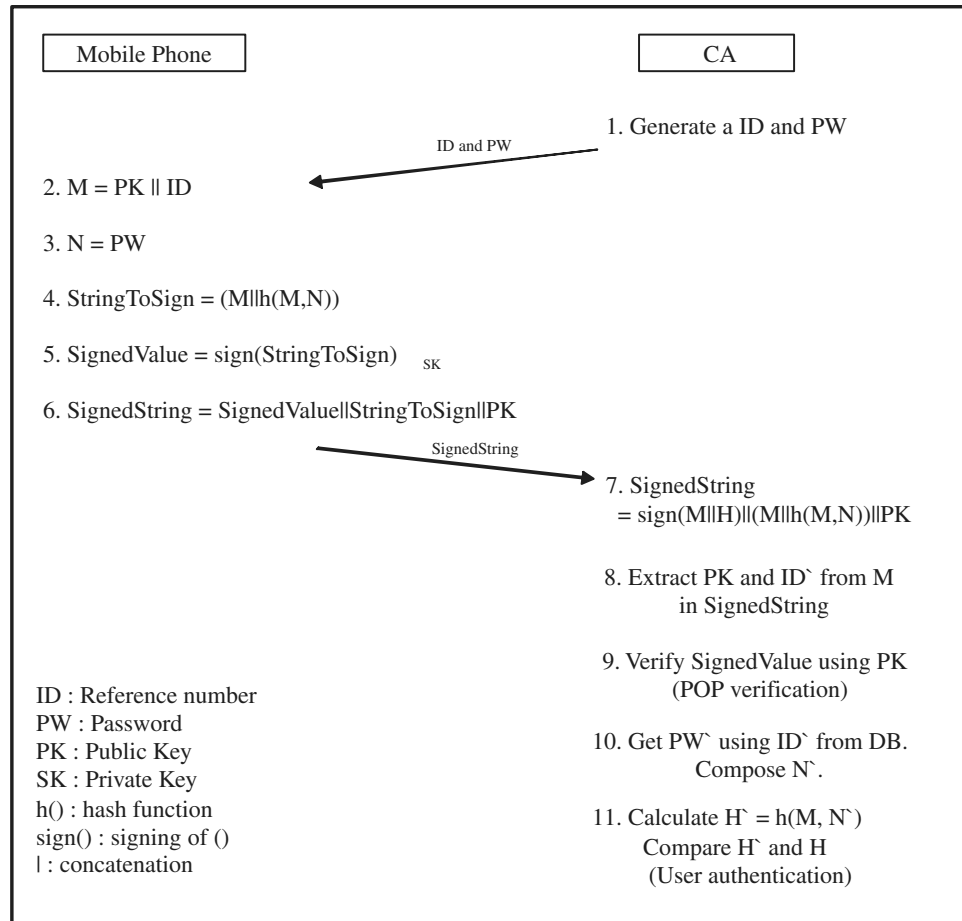 Mobile Phone
CA
1. Generate a ID and PW
ID and PW
2. M = PK || ID
3. N = PW
4. StringToSign = (M||h(M,N))
5. SignedValue = sign(StringToSign) SK
6. SignedString = SignedValue||StringToSign||PK
SignedString
7. SignedString
= sign(M||H)||(M||h(M,N))||PK
8. Extract PK and ID` from M
in SignedString
9. Verify SignedValue using PK
(POP verification)
10. Get PW` using ID` from DB.
Compose N`.
11. Calculate H` = h(M, N`)
Compare H` and H
(User authentication)
ID : Reference number
PW : Password
PK : Public Key
SK : Private Key
h() : hash function
sign() : signing of ()
| : concatenation